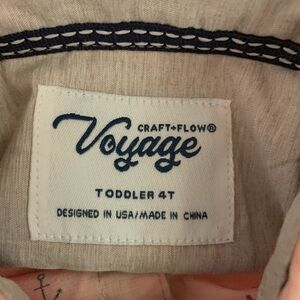 CRAFT+FLOW®
Voyage
TODDLER 4T
DESIGNED IN USA/MADE IN CHINA